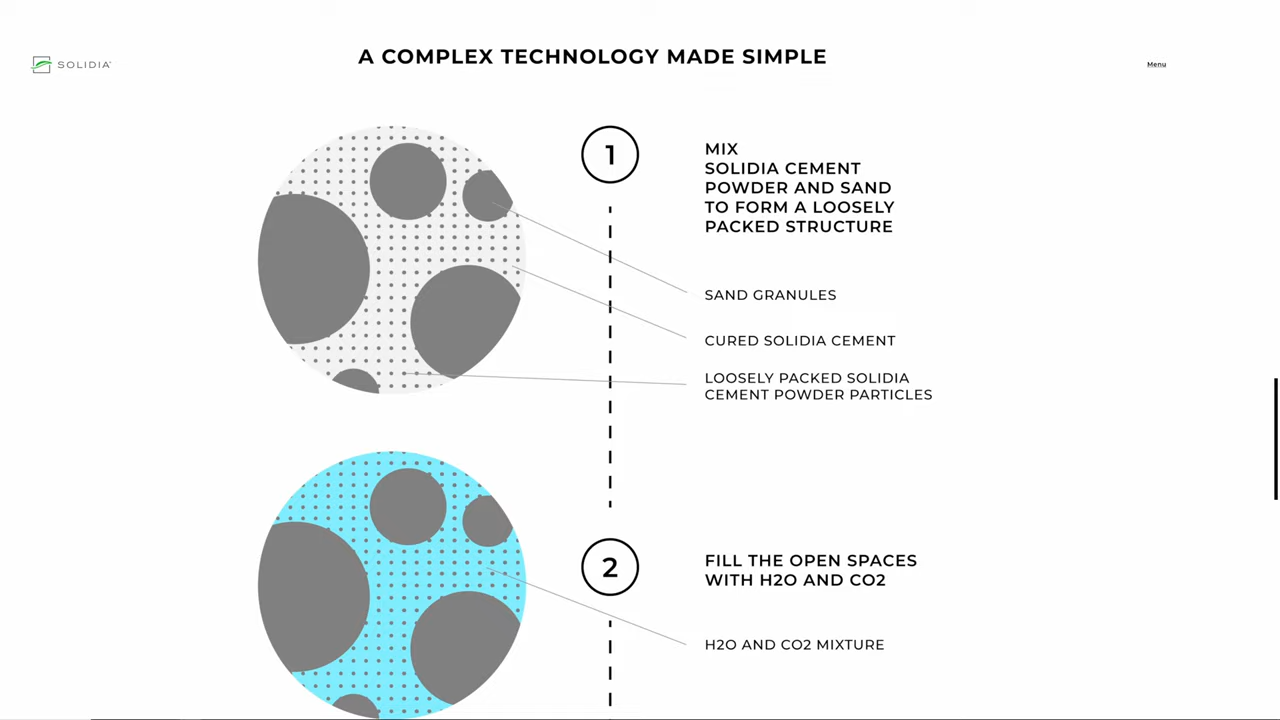 A COMPLEX TECHNOLOGY MADE SIMPLE
SOLIDIA
Menu
1
MIX
SOLIDIA CEMENT
POWDER AND SAND
TO FORM A LOOSELY
PACKED STRUCTURE
SAND GRANULES
CURED SOLIDIA CEMENT
LOOSELY PACKED SOLIDIA
CEMENT POWDER PARTICLES
2
FILL THE OPEN SPACES
WITH H2O AND CO2
H2O AND CO2 MIXTURE